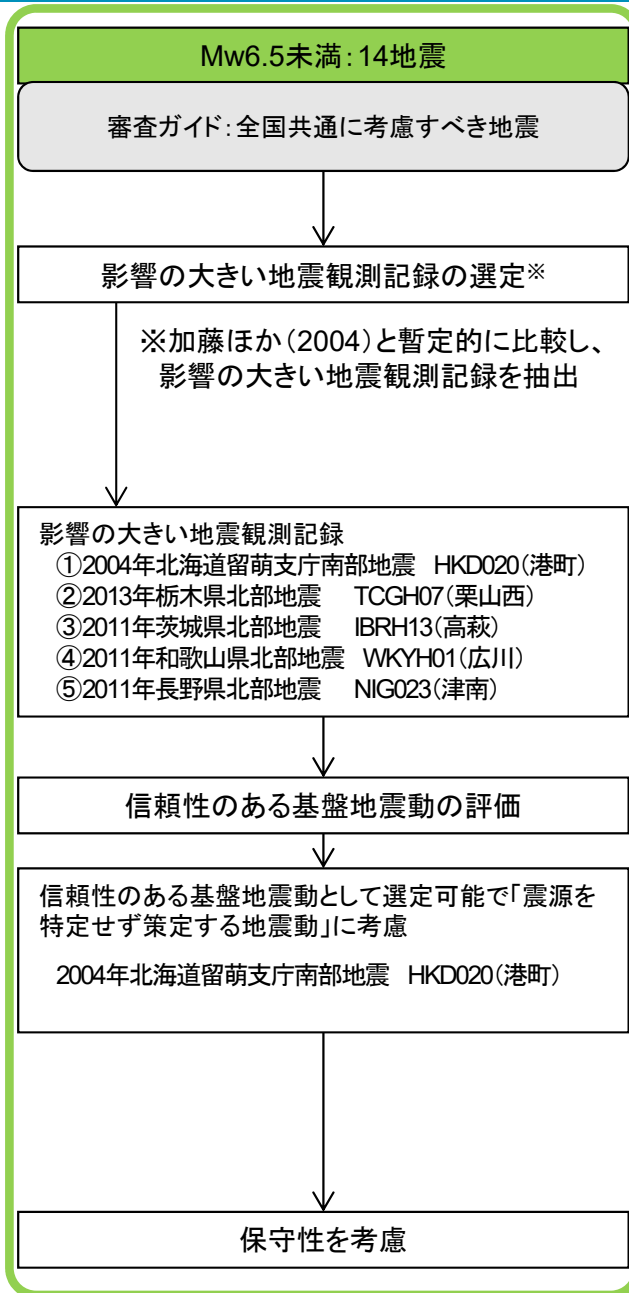 Mw6.5未満：14地震
審査ガイド：全国共通に考慮すべき地震
影響の大きい地震観測記録の選定※
※加藤ほか（2004）と暫定的に比較し、
影響の大きい地震観測記録を抽出
影響の大きい地震観測記録
①2004年北海道留萌支庁南部地震 HKD020（港町）
②2013年栃木県北部地震 TCGH07（栗山西）
③2011年茨城県北部地震 IBRH13（高萩）
④2011年和歌山県北部地震 WKYH01（広川）
⑤2011年長野県北部地震 NIG023（津南）
信頼性のある基盤地震動の評価
信頼性のある基盤地震動として選定可能で「震源を
特定せず策定する地震動」に考慮
2004年北海道留萌支庁南部地震 HKD020（港町）
保守性を考慮